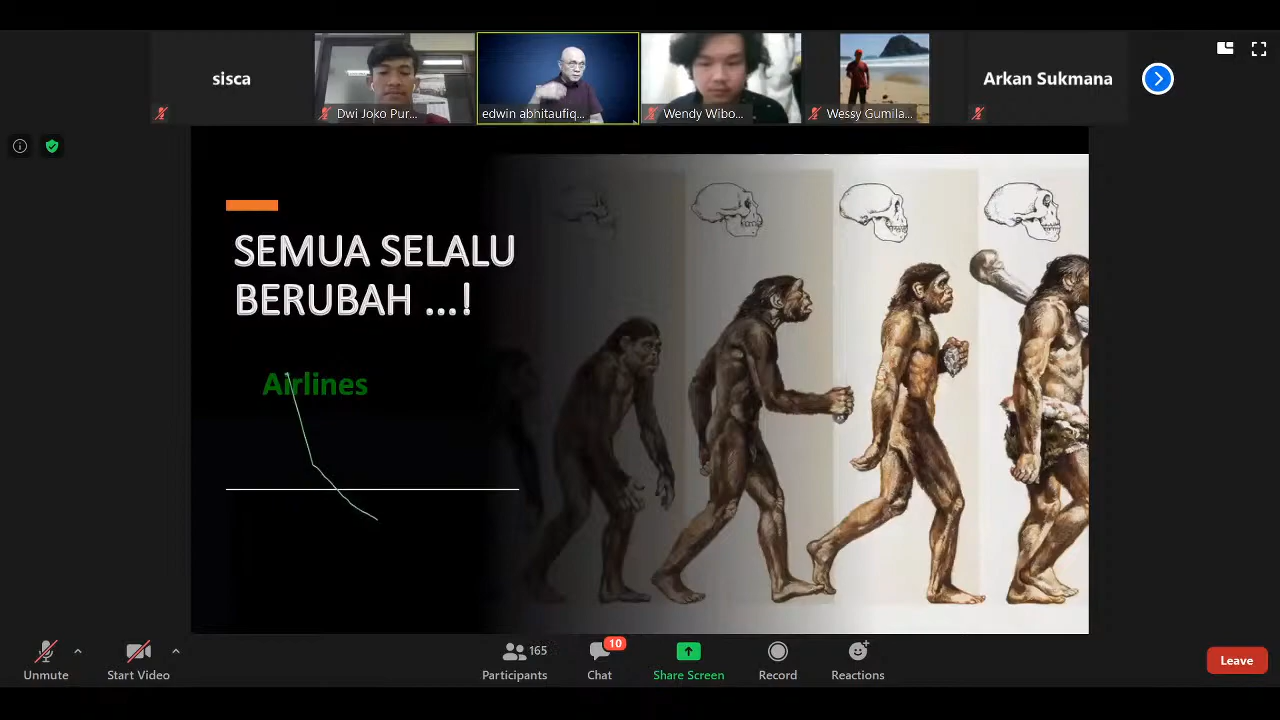 sisca
Dwi Joko Pur...
edwin abhitaufiq...
Wendy Wibo...
Wessy Gumila...
Arkan Sukmana
SEMUA SELALU
BERUBAH ...!
Airlines
Unmute
Start Video
165
Participants
10
Chat
Share Screen
Record
Reactions
Leave